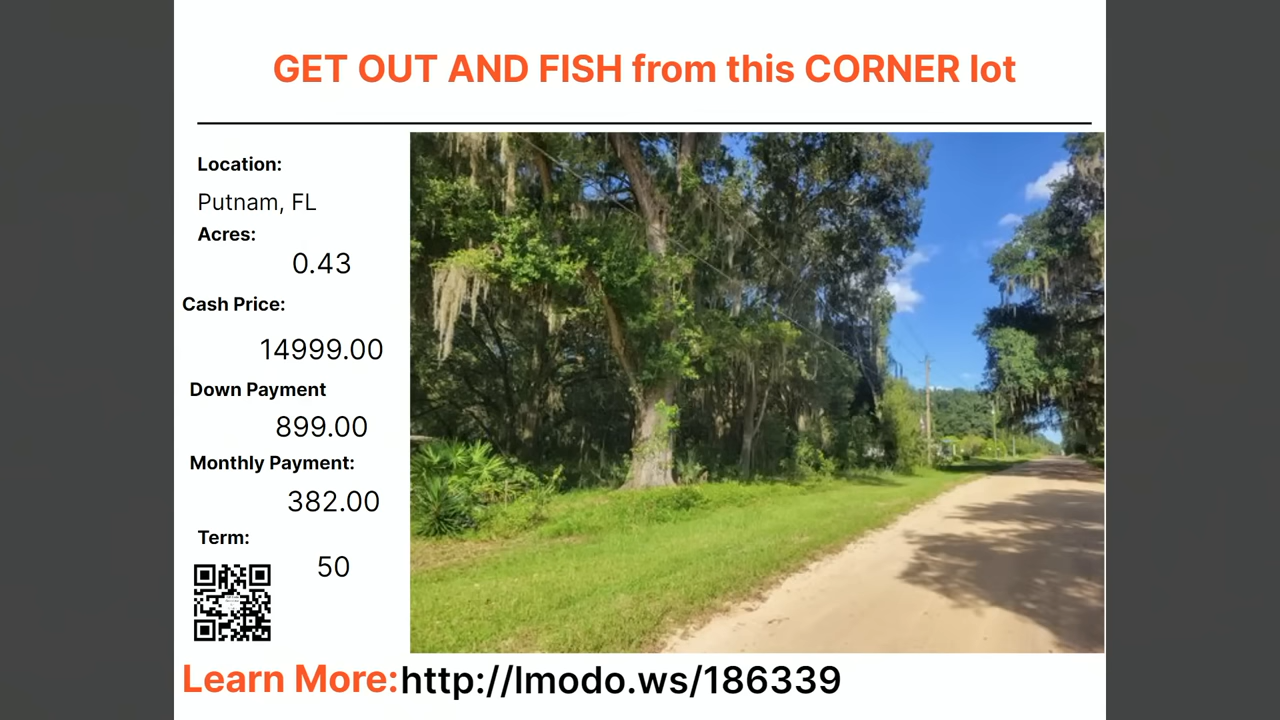 GET OUT AND FISH from this CORNER lot
Location:
Putnam, FL
Acres:
0.43
Cash Price:
14999.00
Down Payment
899.00
Monthly Payment:
382.00
Term:
50
Learn More:http://lmodo.ws/186339